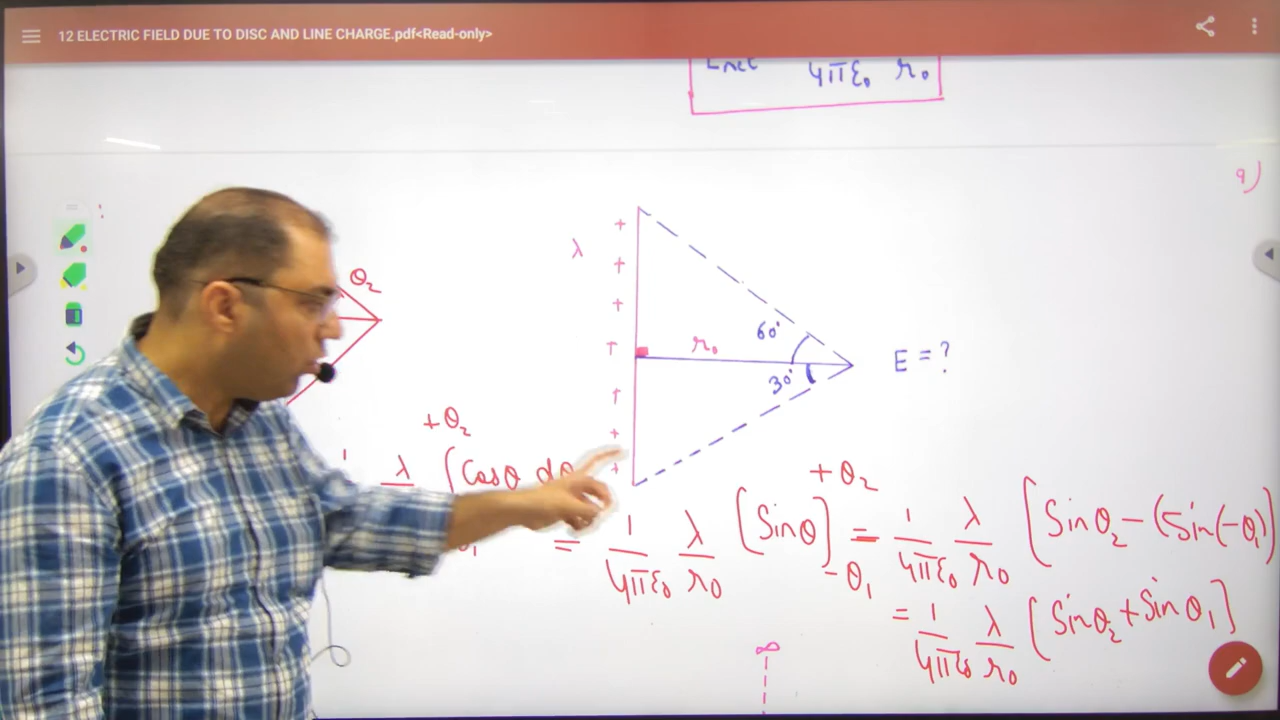 12 ELECTRIC FIELD DUE TO DISC AND LINE CHARGE.pdf<Read-only>
4πε₀ r₀
9)
λ
+
+
+
+
+
+
θ₂
60°
r₀
30°
E = ?
+θ₂
λ ∫ Cosθ dθ
= 1/4πε₀ λ/r₀ [Sinθ] +θ₂ -θ₁ = 1/4πε₀ λ/r₀ [Sinθ₂ - (Sin(-θ₁)
= 1/4πε₀ λ/r₀ [Sinθ₂ + Sinθ₁]
∞